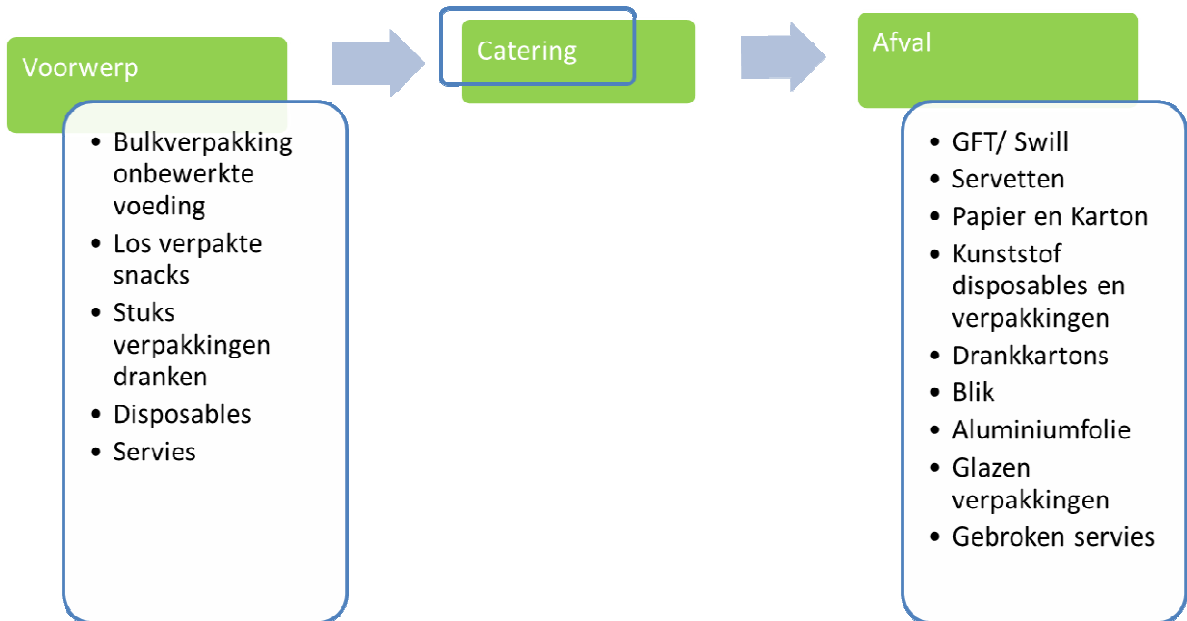 Voorwerp
• Bulkverpakking
onbewerkte
voeding
• Los verpakte
snacks
• Stuks
verpakkingen
dranken
• Disposables
• Servies
Catering
Afval
• GFT/ Swill
• Servetten
• Papier en Karton
• Kunststof
disposables en
verpakkingen
• Drankkartons
• Blik
• Aluminiumfolie
• Glazen
verpakkingen
• Gebroken servies